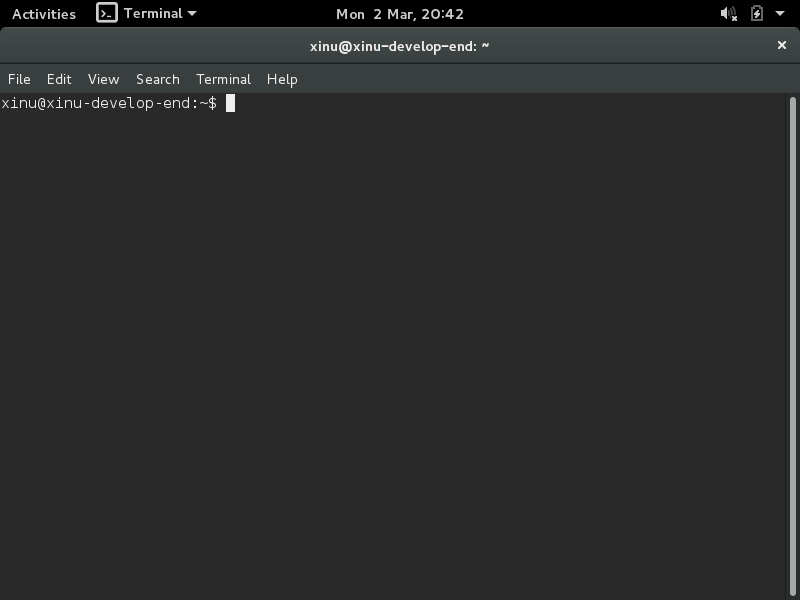 Activities Terminal Mon 2 Mar, 20:42
xinu@xinu-develop-end: ~
File Edit View Search Terminal Help
xinu@xinu-develop-end:~$